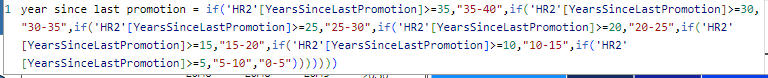 1 year since last promotion = if('HR2'[YearsSinceLastPromotion]>=35,"35-40",if('HR2'[YearsSinceLastPromotion]>=30,
"30-35",if('HR2'[YearsSinceLastPromotion]>=25,"25-30",if('HR2'[YearsSinceLastPromotion]>=20,"20-25",if('HR2'
[YearsSinceLastPromotion]>=15,"15-20",if('HR2'[YearsSinceLastPromotion]>=10,"10-15",if('HR2'
[YearsSinceLastPromotion]>=5,"5-10","0-5")))))))